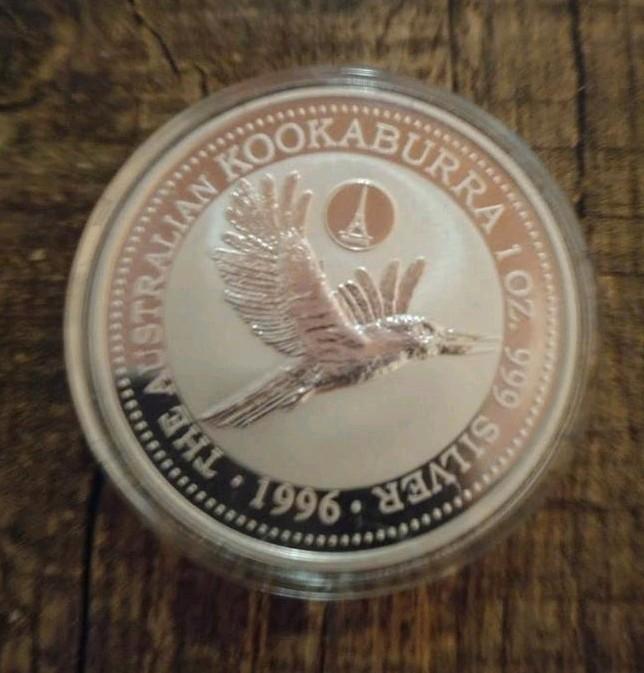 THE AUSTRALIAN KOOKABURRA 1 OZ. 999 SILVER
· 1996 ·